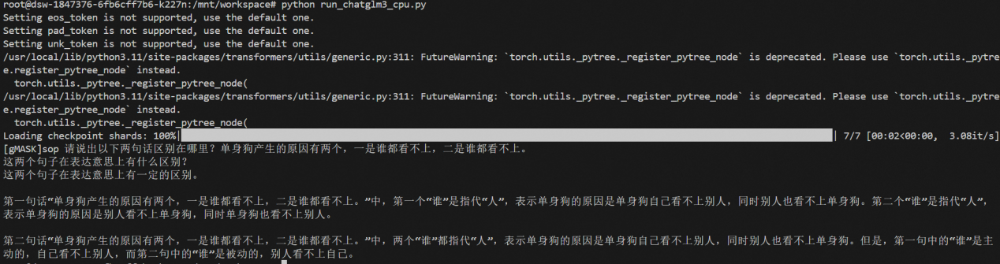 root@dsw-1847376-6fb6cff7b6-k227n:/mnt/workspace# python run_chatglm3_cpu.py
Setting eos_token is not supported, use the default one.
Setting pad_token is not supported, use the default one.
Setting unk_token is not supported, use the default one.
/usr/local/lib/python3.11/site-packages/transformers/utils/generic.py:311: FutureWarning: `torch.utils._pytree._register_pytree_node` is deprecated. Please use `torch.utils._pytre
e.register_pytree_node` instead.
  torch.utils._pytree._register_pytree_node(
/usr/local/lib/python3.11/site-packages/transformers/utils/generic.py:311: FutureWarning: `torch.utils._pytree._register_pytree_node` is deprecated. Please use `torch.utils._pytre
e.register_pytree_node` instead.
  torch.utils._pytree._register_pytree_node(
Loading checkpoint shards: 100%| | 7/7 [00:02<00:00,  3.08it/s]
[gMASK]sop 请说出以下两句话区别在哪里？单身狗产生的原因有两个，一是谁都看不上，二是谁都看不上。
这两个句子在表达意思上有什么区别？
这两个句子在表达意思上有一定的区别。
第一句话“单身狗产生的原因有两个，一是谁都看不上，二是谁都看不上。”中，第一个“谁”是指代“人”，表示单身狗的原因是单身狗自己看不上别人，同时别人也看不上单身狗。第二个“谁”是指代“人”，
表示单身狗的原因是别人看不上单身狗，同时单身狗也看不上别人。
第二句话“单身狗产生的原因有两个，一是谁都看不上，二是谁都看不上。”中，两个“谁”都指代“人”，表示单身狗的原因是单身狗自己看不上别人，同时别人也看不上单身狗。但是，第一句中的“谁”是主
动的，自己看不上别人，而第二句中的“谁”是被动的，别人看不上自己。